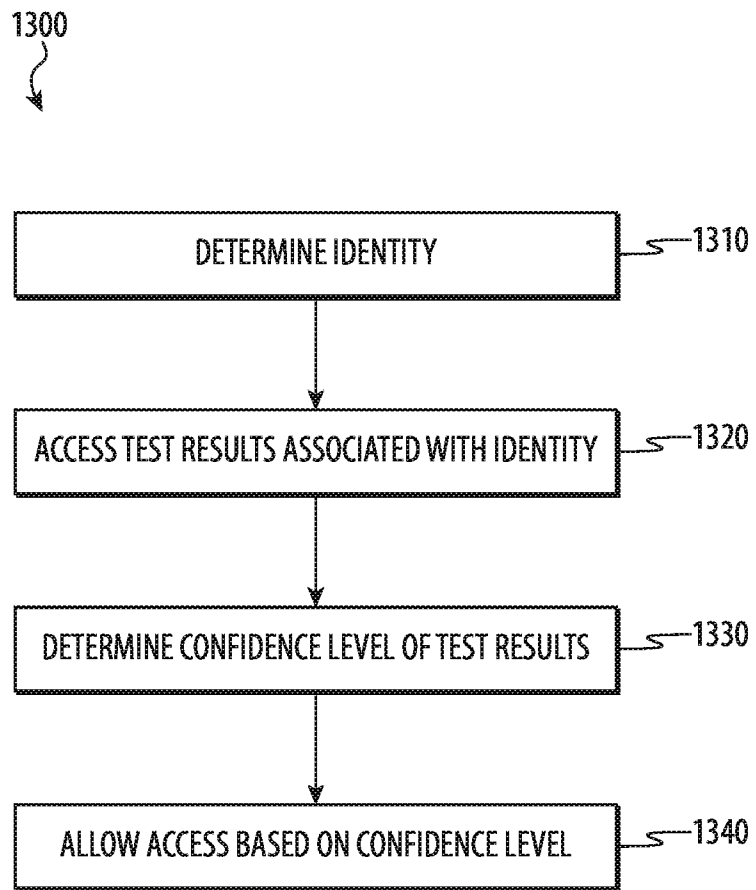 1300
DETERMINE IDENTITY
1310
ACCESS TEST RESULTS ASSOCIATED WITH IDENTITY
1320
DETERMINE CONFIDENCE LEVEL OF TEST RESULTS
1330
ALLOW ACCESS BASED ON CONFIDENCE LEVEL
1340